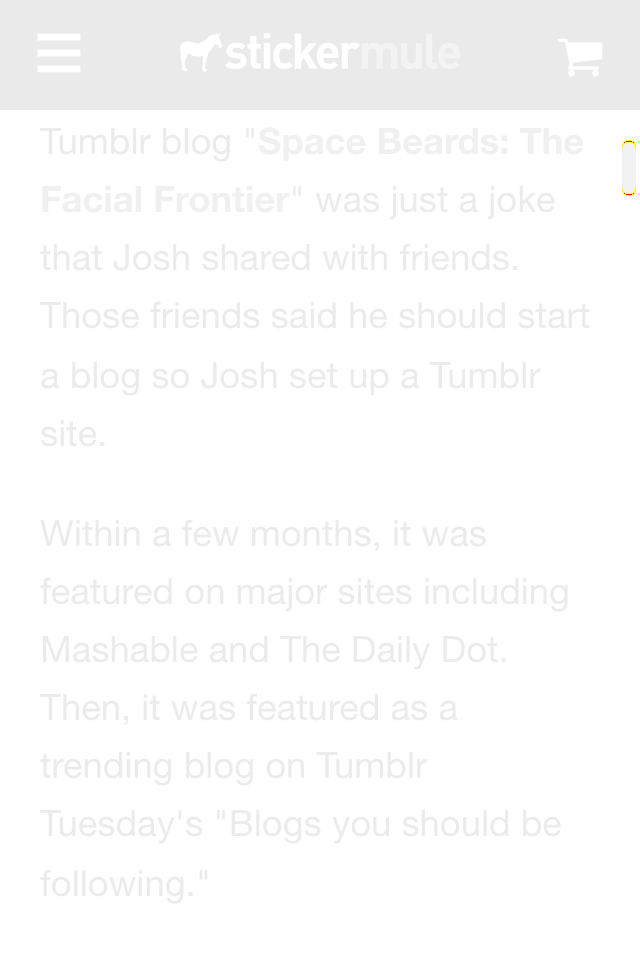 stickermule
Tumblr blog "Space Beards: The
Facial Frontier" was just a joke
that Josh shared with friends.
Those friends said he should start
a blog so Josh set up a Tumblr
site.
Within a few months, it was
featured on major sites including
Mashable and The Daily Dot.
Then, it was featured as a
trending blog on Tumblr
Tuesday's "Blogs you should be
following."